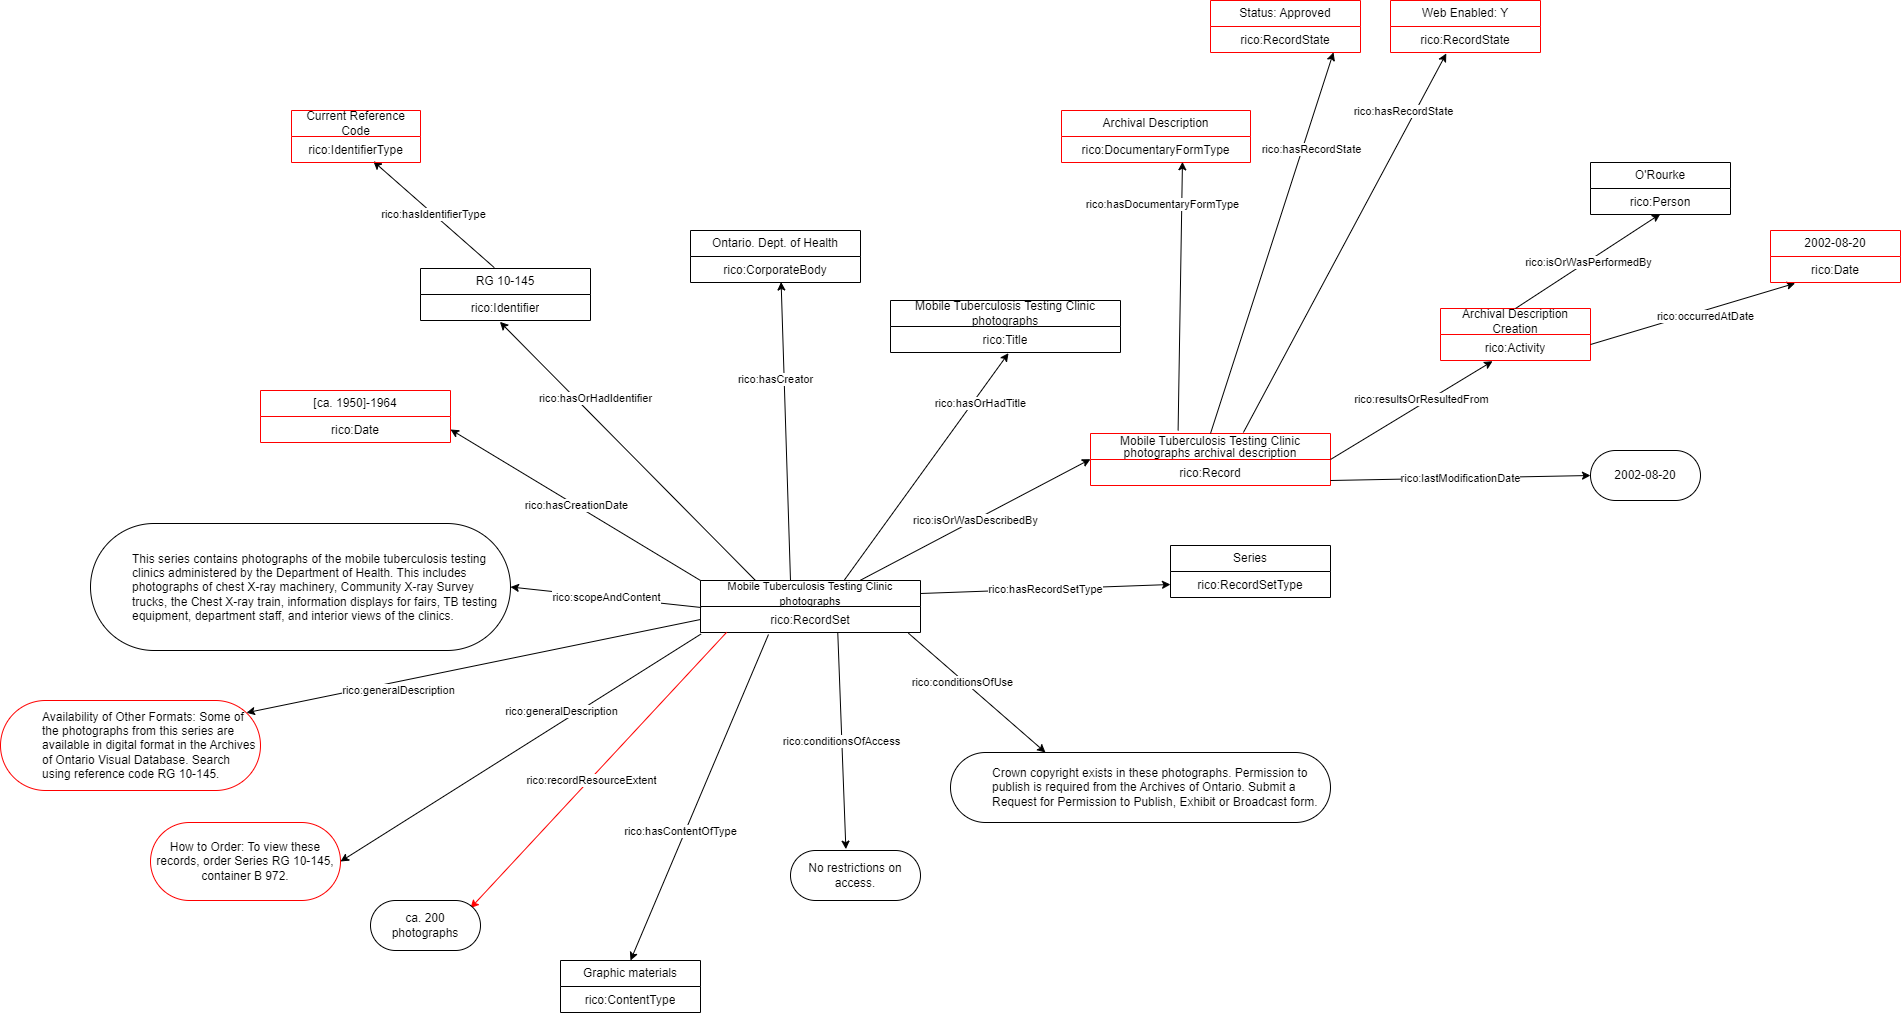 Status: Approved
rico:RecordState
Web Enabled: Y
rico:RecordState
rico:hasRecordState
rico:hasRecordState
Current Reference
Code
rico:IdentifierType
Archival Description
rico:DocumentaryFormType
rico:hasDocumentaryFormType
O'Rourke
rico:Person
rico:isOrWasPerformedBy
2002-08-20
rico:Date
rico:occurredAtDate
Archival Description
Creation
rico:Activity
rico:hasIdentifierType
RG 10-145
rico:Identifier
Ontario. Dept. of Health
rico:CorporateBody
Mobile Tuberculosis Testing Clinic
photographs
rico:Title
rico:hasCreator
rico:hasOrHadIdentifier
rico:hasOrHadTitle
rico:resultsOrResultedFrom
[ca. 1950]-1964
rico:Date
Mobile Tuberculosis Testing Clinic
photographs archival description
rico:Record
rico:lastModificationDate
2002-08-20
rico:hasCreationDate
rico:isOrWasDescribedBy
This series contains photographs of the mobile tuberculosis testing
clinics administered by the Department of Health. This includes
photographs of chest X-ray machinery, Community X-ray Survey
trucks, the Chest X-ray train, information displays for fairs, TB testing
equipment, department staff, and interior views of the clinics.
rico:scopeAndContent
Mobile Tuberculosis Testing Clinic
photographs
rico:RecordSet
rico:hasRecordSetType
Series
rico:RecordSetType
rico:generalDescription
rico:generalDescription
rico:conditionsOfUse
Availability of Other Formats: Some of
the photographs from this series are
available in digital format in the Archives
of Ontario Visual Database. Search
using reference code RG 10-145.
rico:recordResourceExtent
rico:conditionsOfAccess
Crown copyright exists in these photographs. Permission to
publish is required from the Archives of Ontario. Submit a
Request for Permission to Publish, Exhibit or Broadcast form.
rico:hasContentOfType
How to Order: To view these
records, order Series RG 10-145,
container B 972.
No restrictions on
access.
ca. 200
photographs
Graphic materials
rico:ContentType